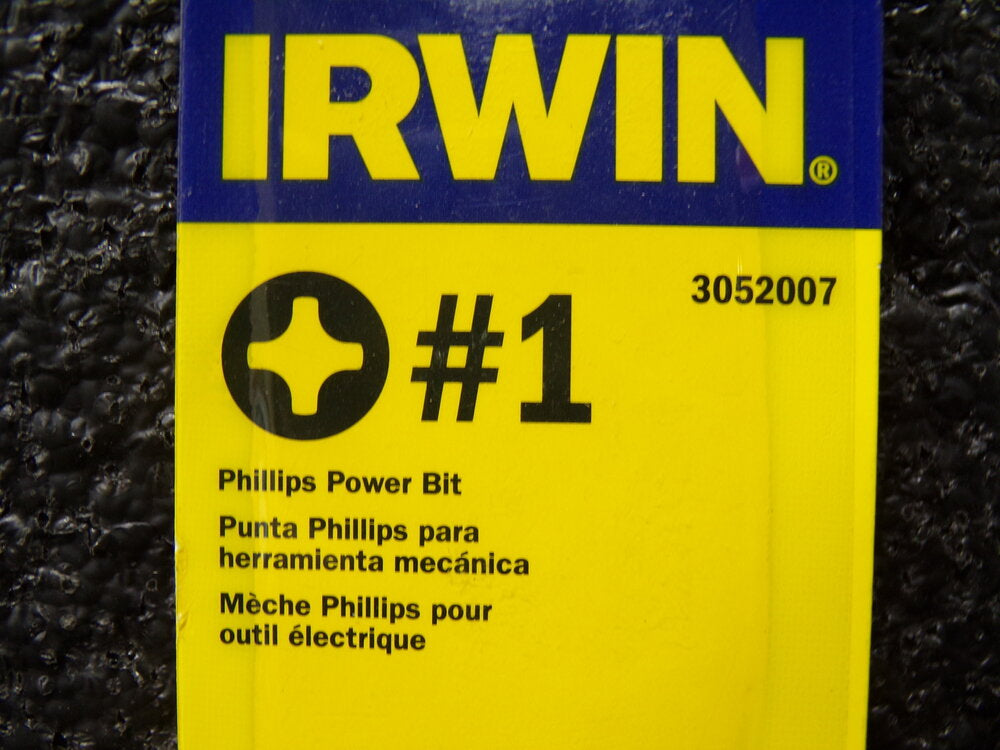 IRWIN®
3052007
#1
Phillips Power Bit
Punta Phillips para
herramienta mecánica
Mèche Phillips pour
outil électrique